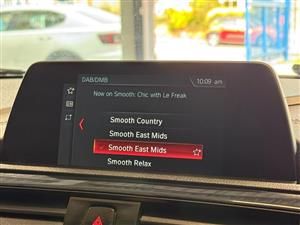 DAB/DMB
10:09 am
Now on Smooth: Chic with Le Freak
Smooth Country
Smooth East Mids
Smooth East Mids
Smooth Relax